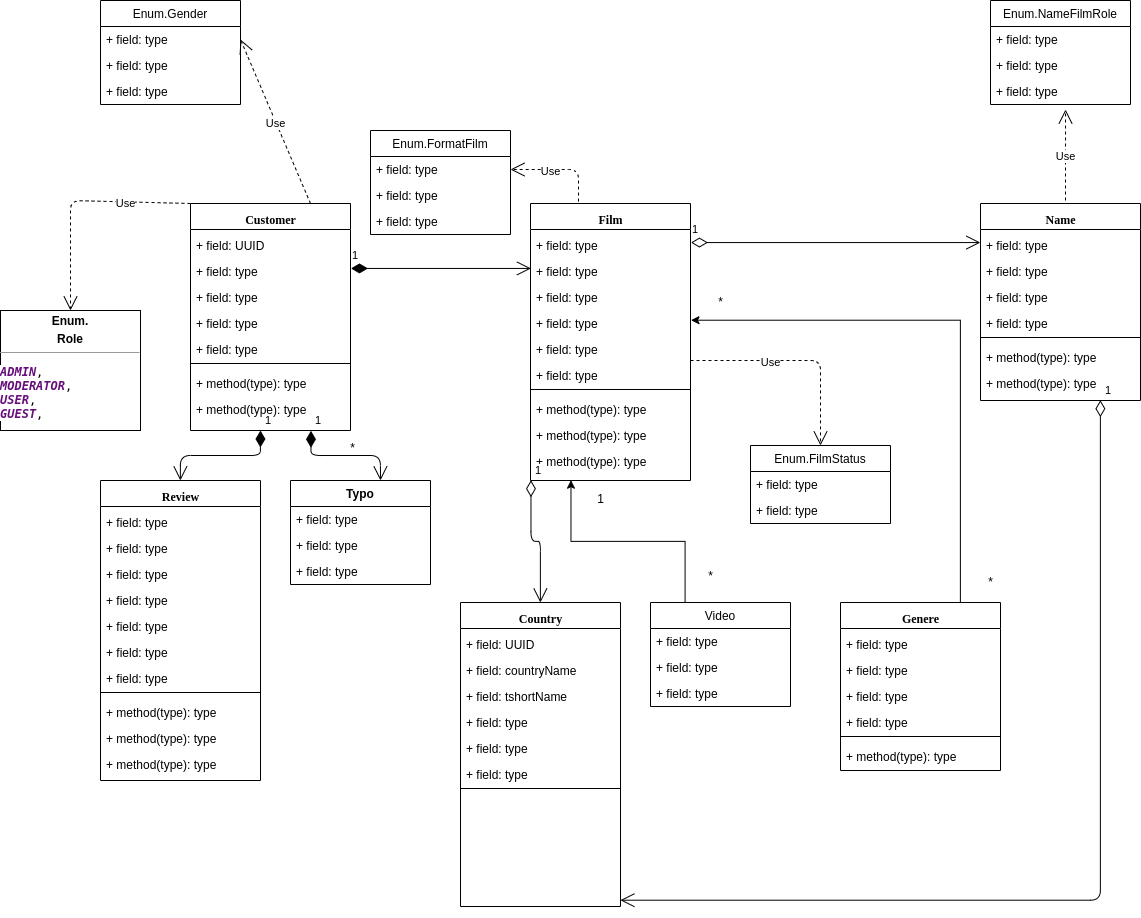 Enum.Gender
+ field: type
+ field: type
+ field: type
Enum.NameFilmRole
+ field: type
+ field: type
+ field: type
Use
Enum.FormatFilm
+ field: type
+ field: type
+ field: type
Use
Use
Use
Customer
+ field: UUID
+ field: type
+ field: type
+ field: type
+ field: type
+ method(type): type
+ method(type): type
1
1
1
*
Film
+ field: type
+ field: type
+ field: type
+ field: type
+ field: type
+ field: type
+ method(type): type
+ method(type): type
+ method(type): type
1
1
1
*
Name
+ field: type
+ field: type
+ field: type
+ field: type
+ method(type): type
+ method(type): type
1
Enum.
Role
ADMIN,
MODERATOR,
USER,
GUEST,
Use
Enum.FilmStatus
+ field: type
+ field: type
Review
+ field: type
+ field: type
+ field: type
+ field: type
+ field: type
+ field: type
+ field: type
+ method(type): type
+ method(type): type
+ method(type): type
Typo
+ field: type
+ field: type
+ field: type
Country
+ field: UUID
+ field: countryName
+ field: tshortName
+ field: type
+ field: type
+ field: type
*
Video
+ field: type
+ field: type
+ field: type
*
Genere
+ field: type
+ field: type
+ field: type
+ field: type
+ method(type): type